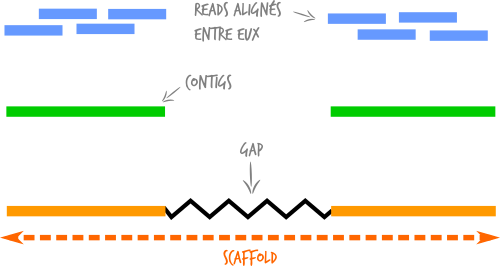 READS ALIGNÉS
ENTRE EUX
CONTIGS
GAP
SCAFFOLD